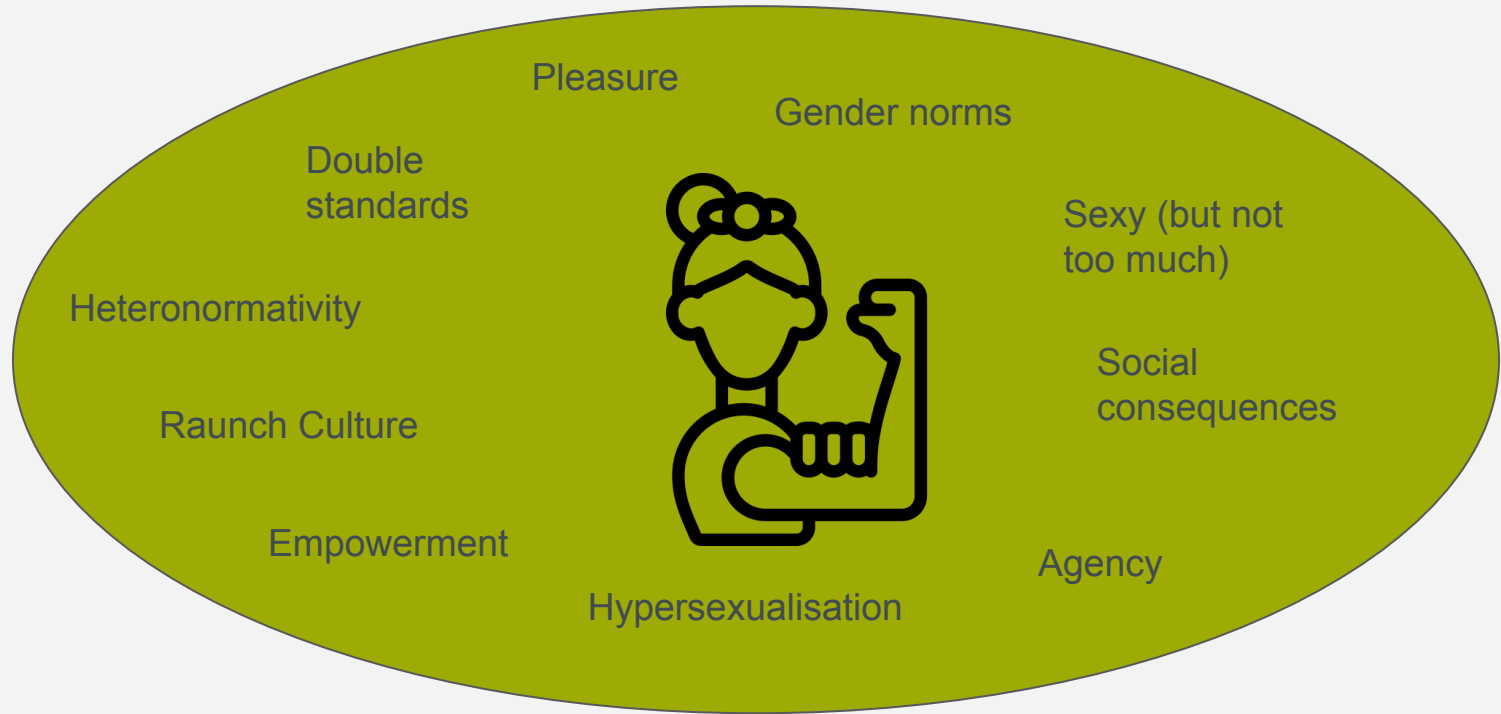 Pleasure
Gender norms
Double
standards
Sexy (but not
too much)
Heteronormativity
Social
consequences
Raunch Culture
Empowerment
Agency
Hypersexualisation